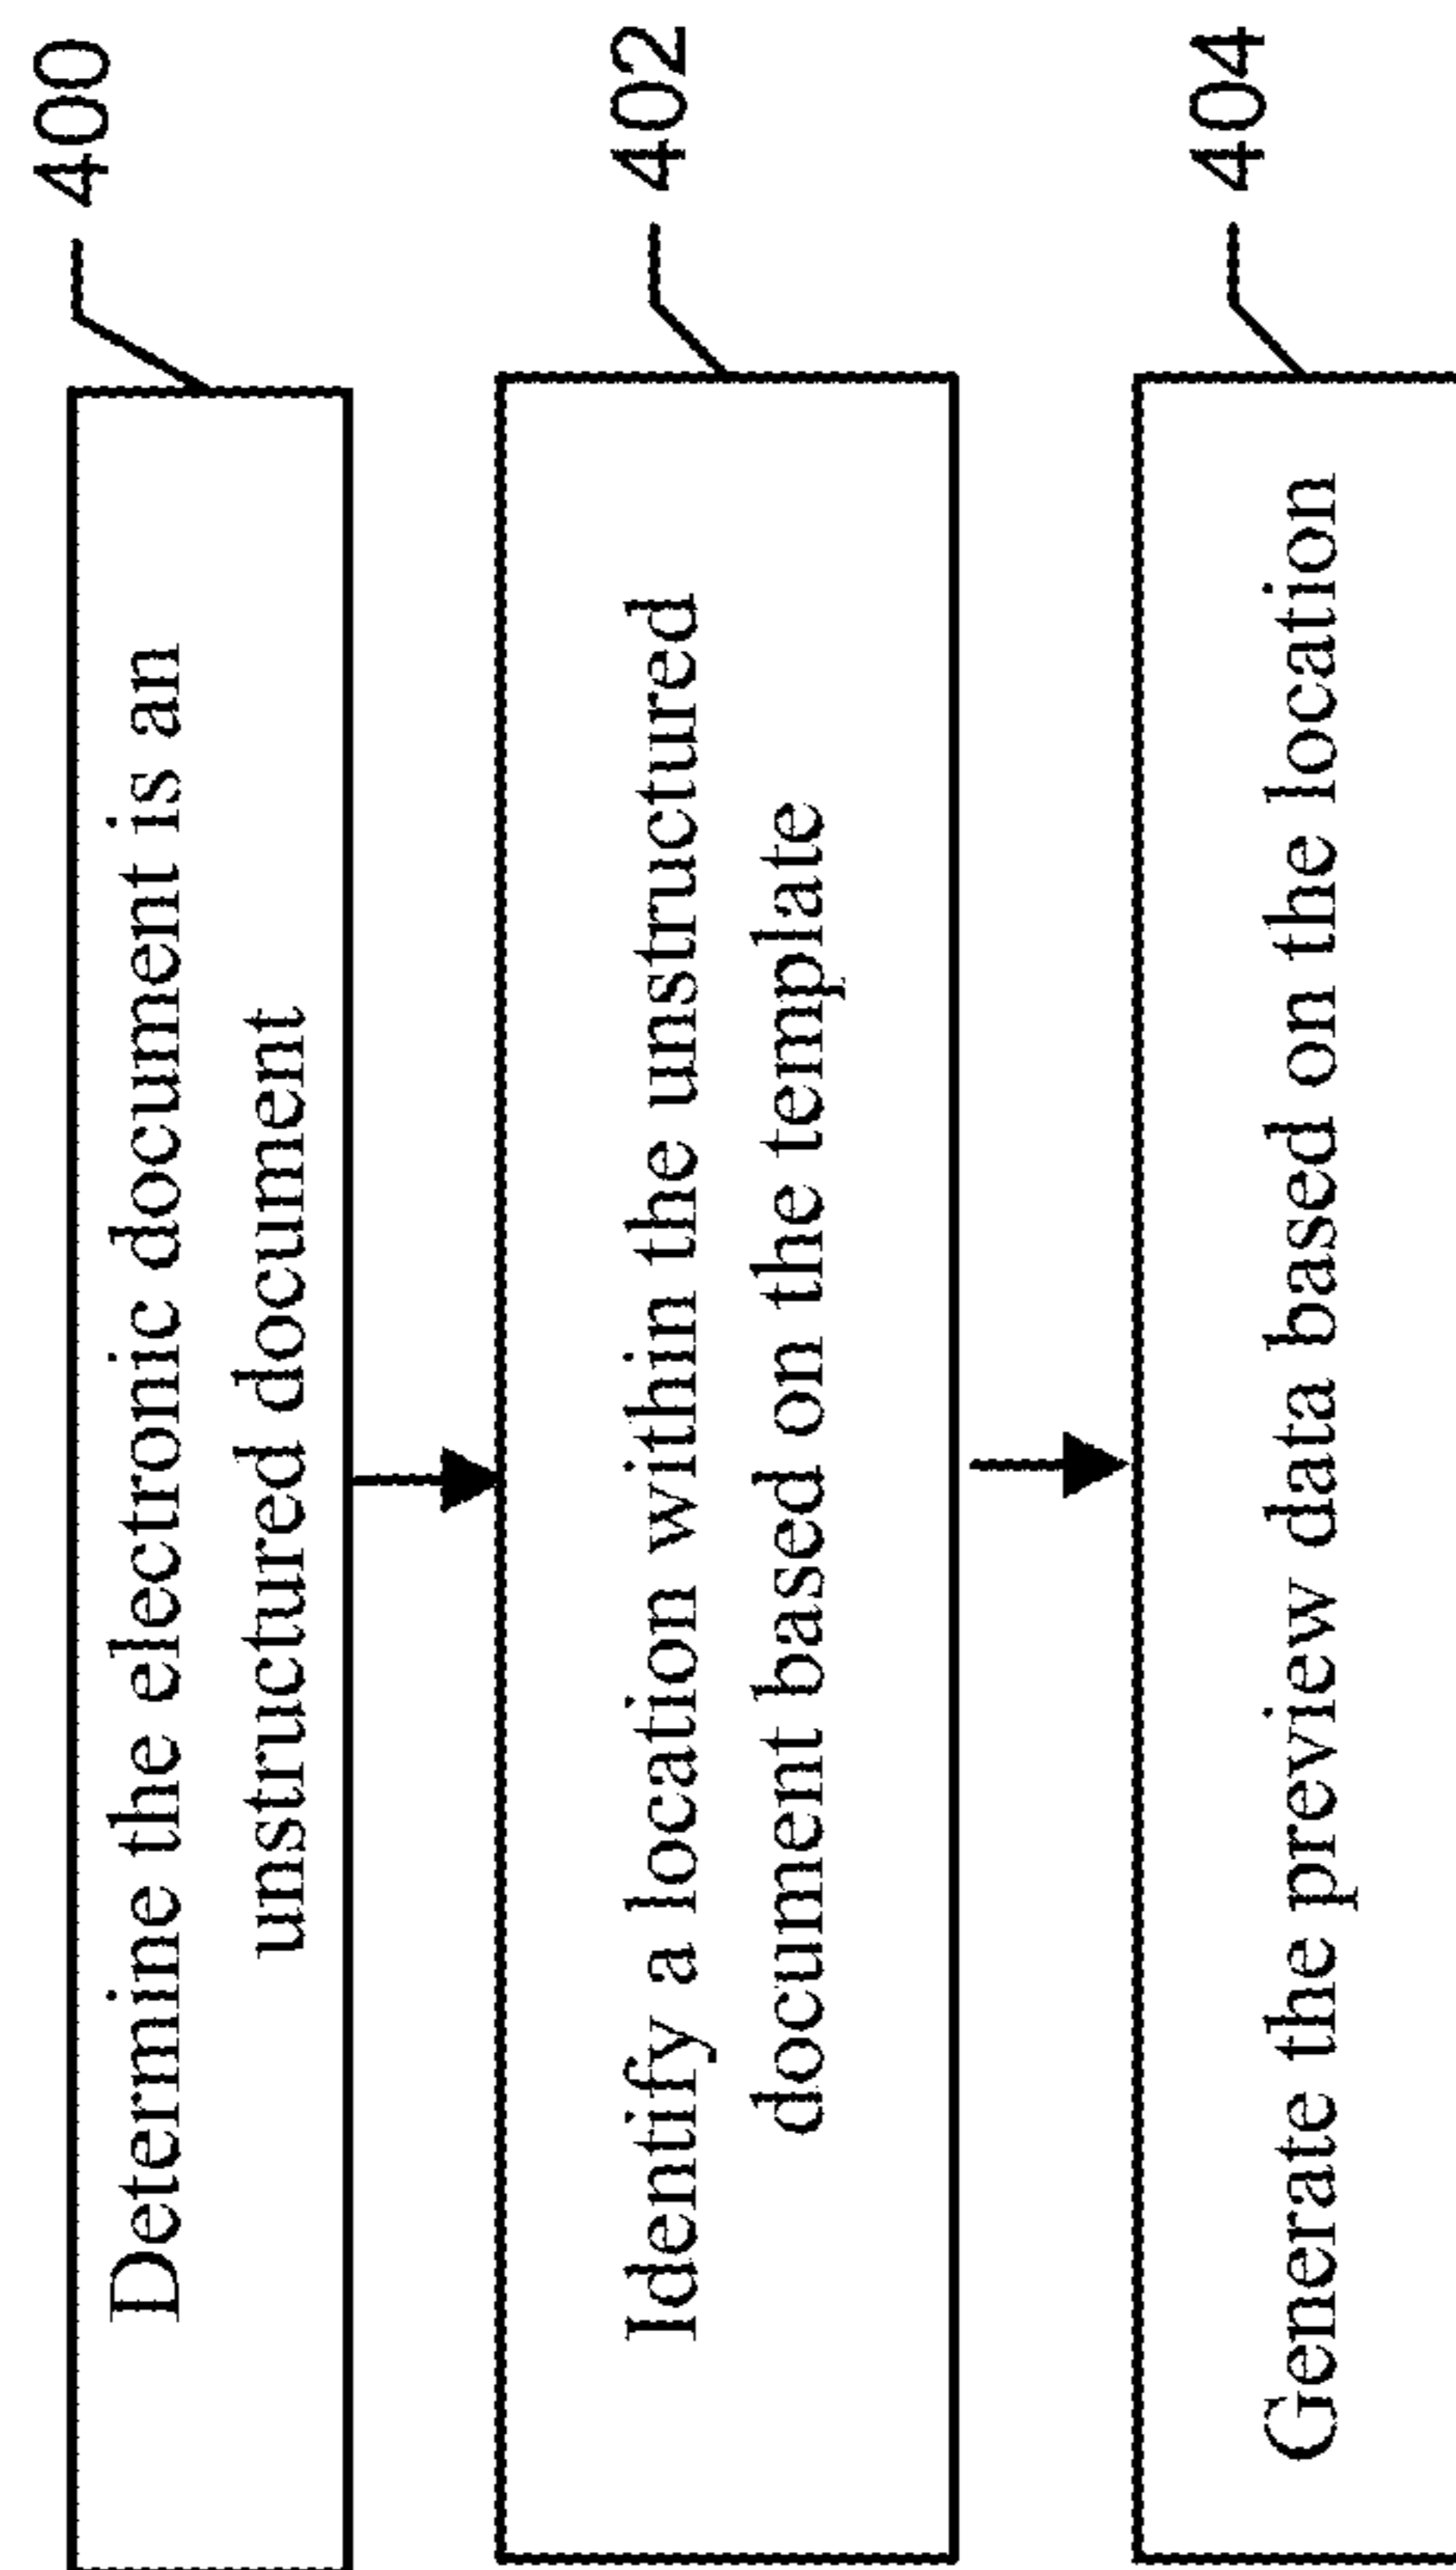 Determine the electronic document is an
unstructured document
400
Identify a location within the unstructured
document based on the template
402
Generate the preview data based on the location
404